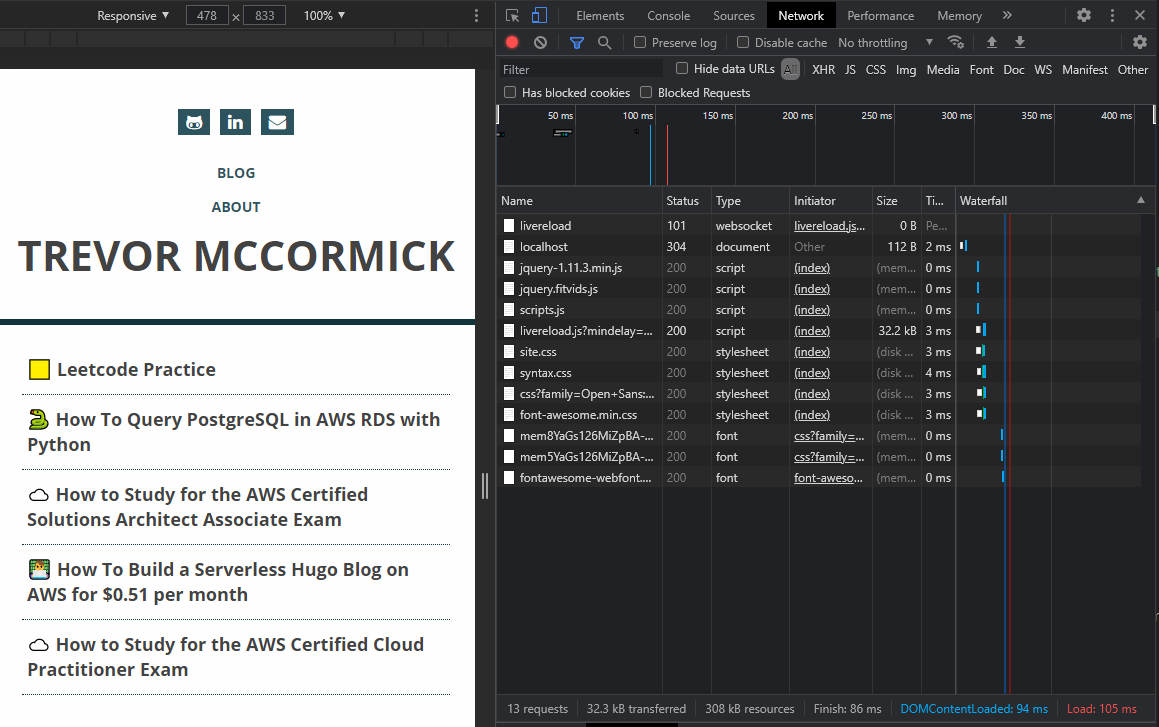 Responsive ▼ 478 × 833 100% ▼
Elements Console Sources Network Performance Memory »
Preserve log Disable cache No throttling ▼
Filter Hide data URLs All XHR JS CSS Img Media Font Doc WS Manifest Other
Has blocked cookies Blocked Requests
50 ms 100 ms 150 ms 200 ms 250 ms 300 ms 350 ms 400 ms
BLOG
ABOUT
TREVOR MCCORMICK
Leetcode Practice
How To Query PostgreSQL in AWS RDS with
Python
How to Study for the AWS Certified
Solutions Architect Associate Exam
How To Build a Serverless Hugo Blog on
AWS for $0.51 per month
How to Study for the AWS Certified Cloud
Practitioner Exam
Name Status Type Initiator Size Ti... Waterfall
livereload 101 websocket livereload.js... 0 B Pe...
localhost 304 document Other 112 B 2 ms
jquery-1.11.3.min.js 200 script (index) (mem... 0 ms
jquery.fitvids.js 200 script (index) (mem... 0 ms
scripts.js 200 script (index) (mem... 0 ms
livereload.js?mindelay=... 200 script (index) 32.2 kB 3 ms
site.css 200 stylesheet (index) (disk ... 3 ms
syntax.css 200 stylesheet (index) (disk ... 4 ms
css?family=Open+Sans:... 200 stylesheet (index) (disk ... 3 ms
font-awesome.min.css 200 stylesheet (index) (disk ... 3 ms
mem8YaGs126MiZpBA-... 200 font css?family=... (mem... 0 ms
mem5YaGs126MiZpBA-... 200 font css?family=... (mem... 0 ms
fontawesome-webfont.... 200 font font-aweso... (mem... 0 ms
13 requests 32.3 kB transferred 308 kB resources Finish: 86 ms DOMContentLoaded: 94 ms Load: 105 ms